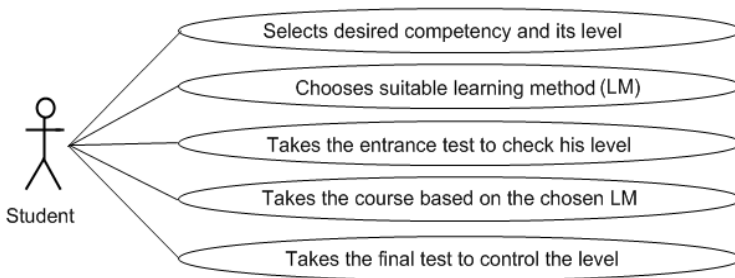 Selects desired competency and its level
Chooses suitable learning method (LM)
Takes the entrance test to check his level
Takes the course based on the chosen LM
Student
Takes the final test to control the level